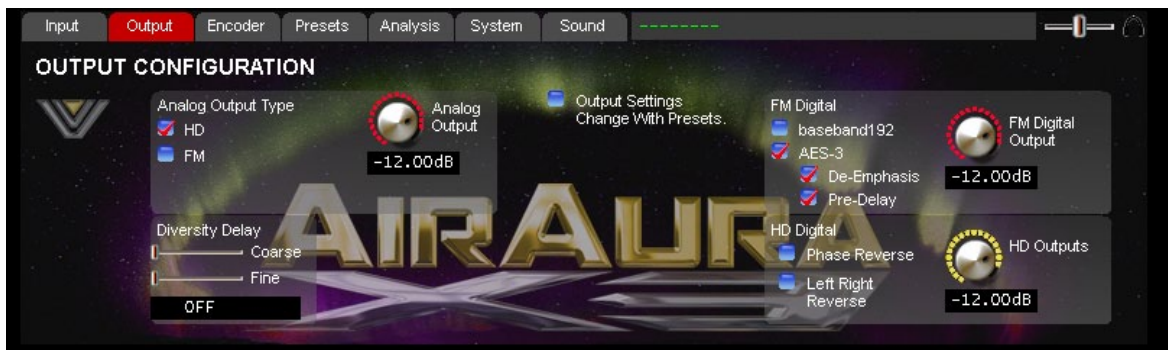 Input Output Encoder Presets Analysis System Sound --------
OUTPUT CONFIGURATION
Analog Output Type
HD
FM
Analog
Output
-12.00dB
Output Settings
Change With Presets.
FM Digital
baseband192
AES-3
De-Emphasis
Pre-Delay
FM Digital
Output
-12.00dB
Diversity Delay
Coarse
Fine
OFF
HD Digital
Phase Reverse
Left Right
Reverse
HD Outputs
-12.00dB
AIRAURA
X3